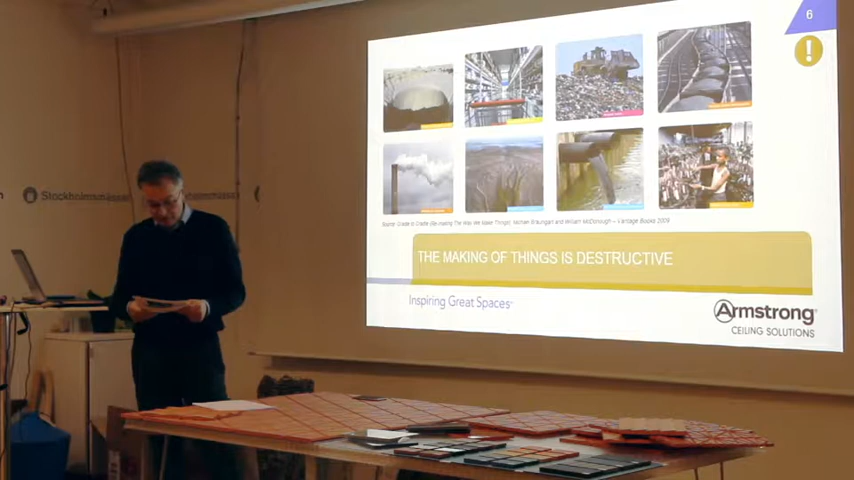 6
!
Stockholmsmässan
Source: Cradle to Cradle (Remaking The Way We Make Things), Michael Braungart and William McDonough – Vintage Books 2009
THE MAKING OF THINGS IS DESTRUCTIVE
Inspiring Great Spaces
Armstrong
CEILING SOLUTIONS